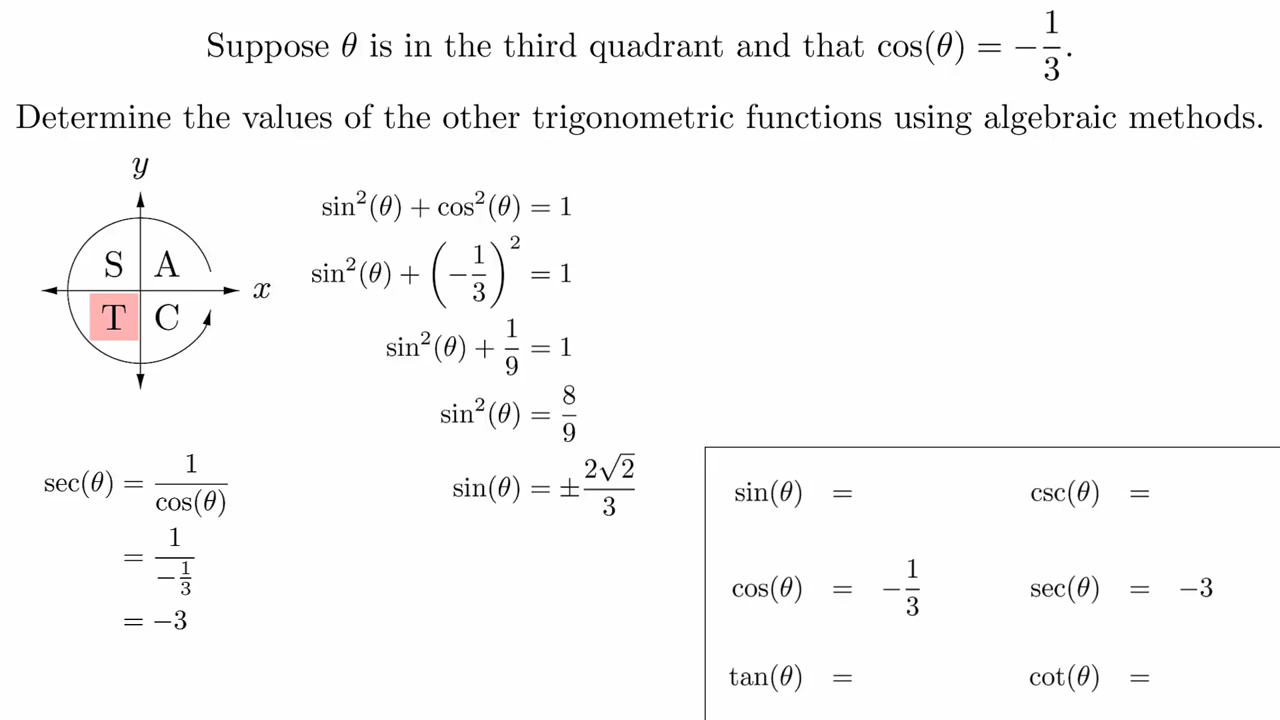 Suppose θ is in the third quadrant and that cos(θ) = −1/3.
Determine the values of the other trigonometric functions using algebraic methods.
y
S A
x
T C
sin²(θ) + cos²(θ) = 1
sin²(θ) + (−1/3)² = 1
sin²(θ) + 1/9 = 1
sin²(θ) = 8/9
sin(θ) = ±2√2/3
sec(θ) = 1/cos(θ)
= 1/(−1/3)
= −3
sin(θ) = csc(θ) =
cos(θ) = −1/3 sec(θ) = −3
tan(θ) = cot(θ) =